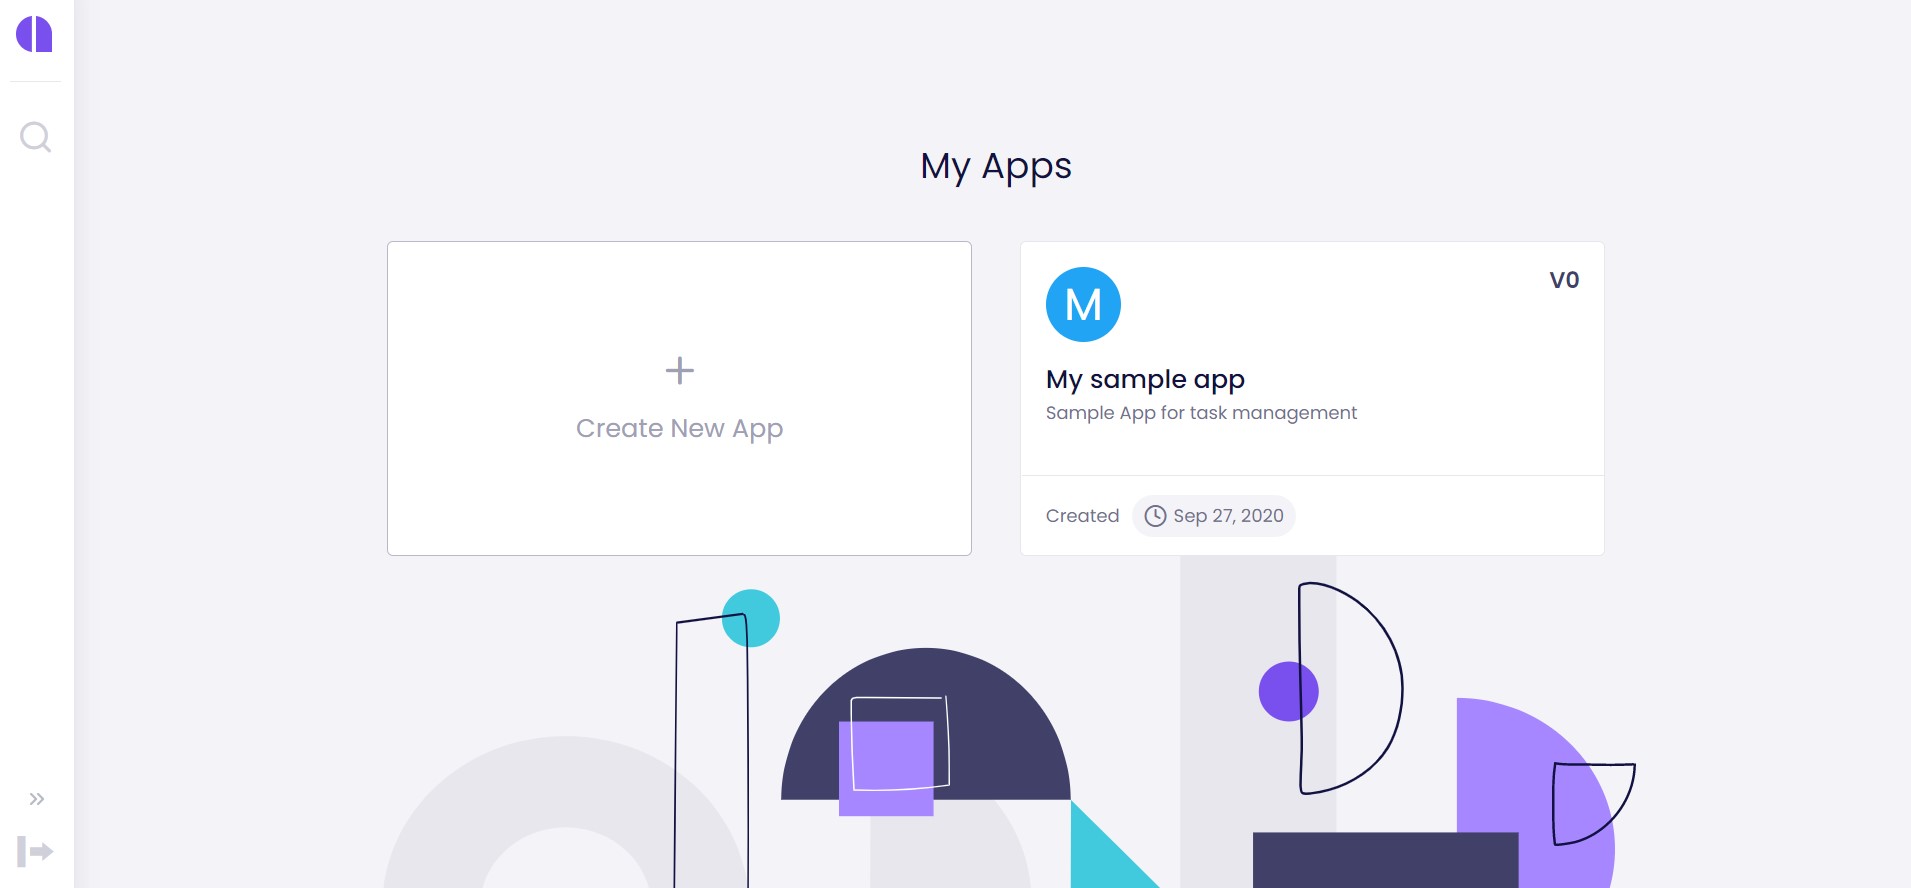 My Apps
Create New App
M
V0
My sample app
Sample App for task management
Created
Sep 27, 2020